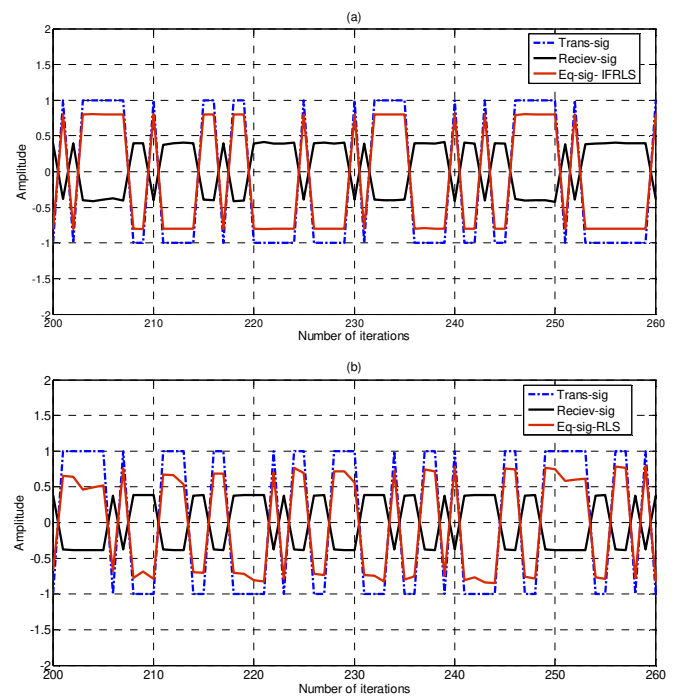 (a)
2
1.5
1
0.5
0
-0.5
-1
-1.5
-2
Amplitude
Trans-sig
Reciev-sig
Eq-sig- IFRLS
200 210 220 230 240 250 260
Number of iterations
(b)
2
1.5
1
0.5
0
-0.5
-1
-1.5
-2
Amplitude
Trans-sig
Reciev-sig
Eq-sig-RLS
200 210 220 230 240 250 260
Number of iterations